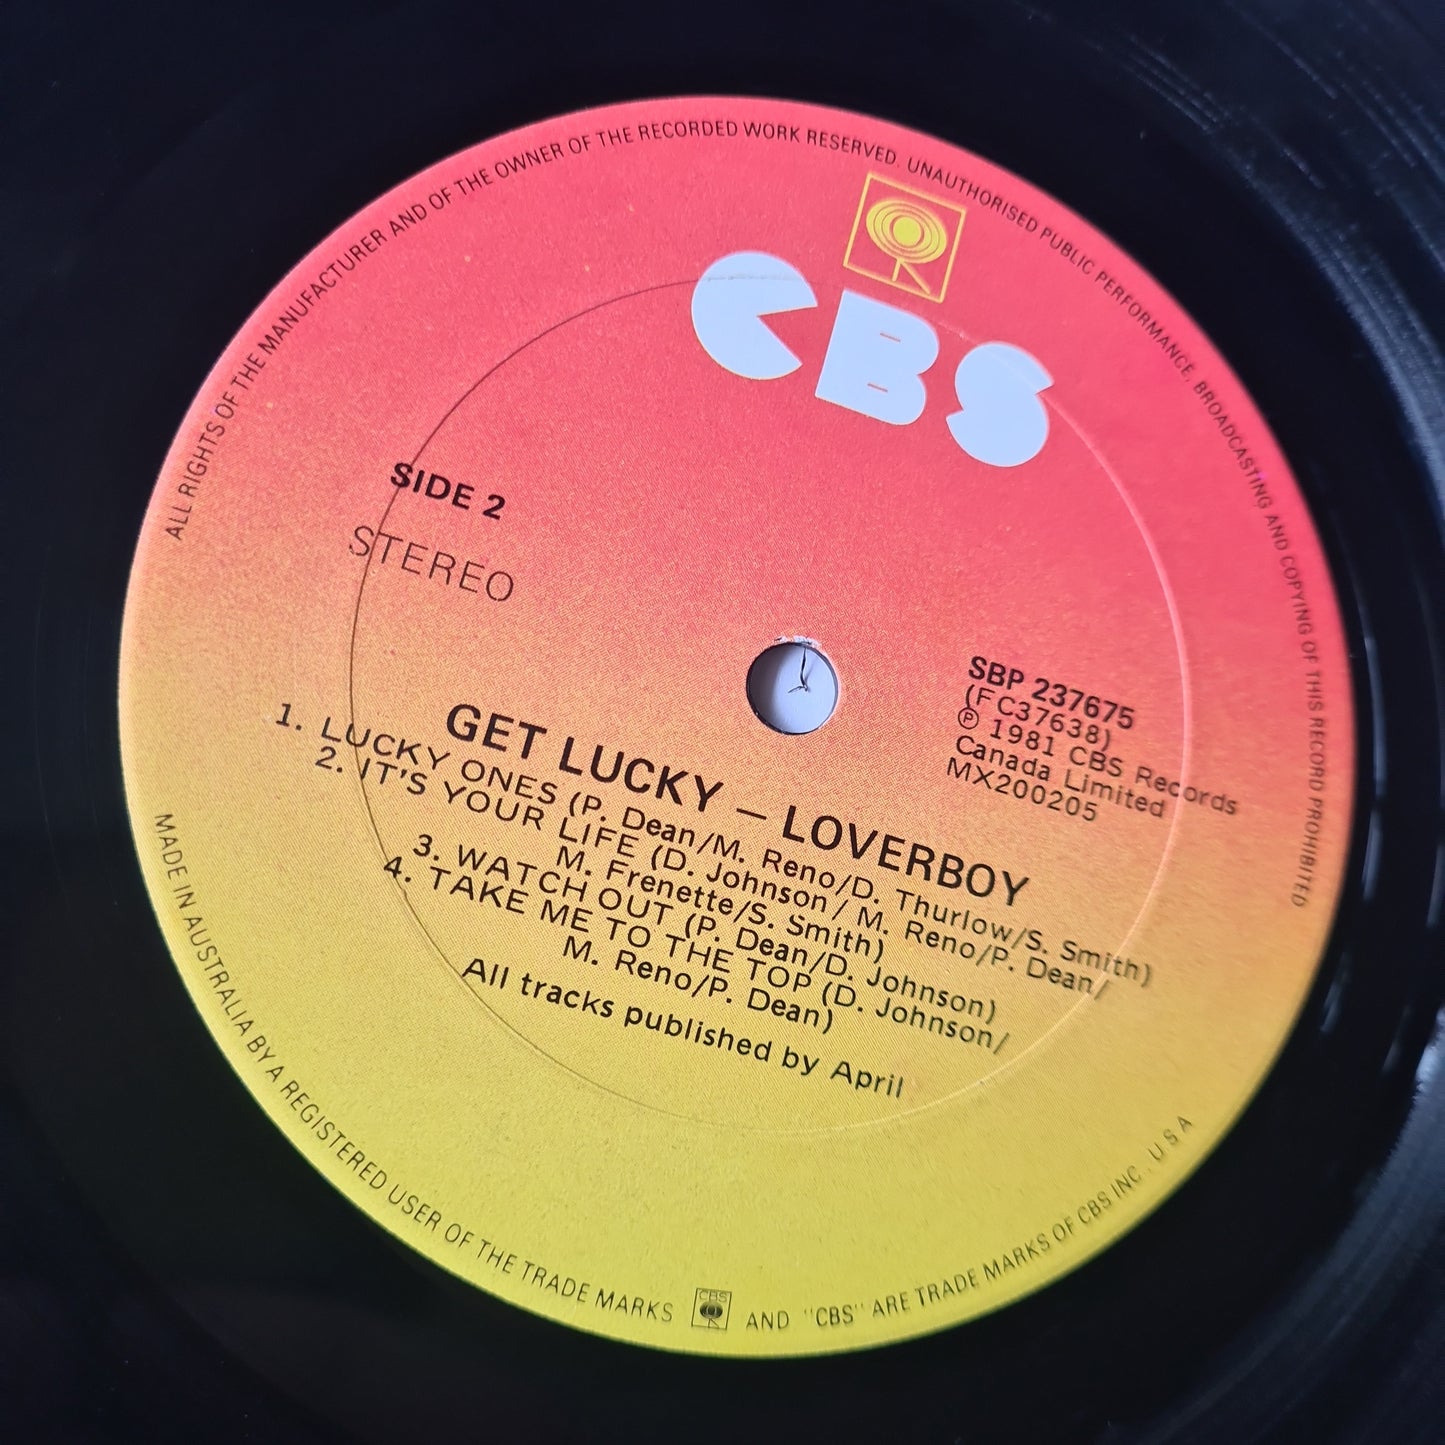 ALL RIGHTS OF THE MANUFACTURER AND OF THE OWNER OF THE RECORDED WORK RESERVED. UNAUTHORISED PUBLIC PERFORMANCE, BROADCASTING AND COPYING OF THIS RECORD PROHIBITED
CBS
SIDE 2
STEREO
SBP 237675
(FC37638)
℗ 1981 CBS Records
Canada Limited
MX200205
GET LUCKY – LOVERBOY
1. LUCKY ONES (P. Dean/M. Reno/D. Thurlow/S. Smith)
2. IT'S YOUR LIFE (D. Johnson/M. Reno/P. Dean/
M. Frenette/S. Smith)
3. WATCH OUT (P. Dean/D. Johnson)
4. TAKE ME TO THE TOP (D. Johnson/
M. Reno/P. Dean)
All tracks published by April
MADE IN AUSTRALIA BY A REGISTERED USER OF THE TRADE MARKS CBS AND "CBS" ARE TRADE MARKS OF CBS INC. USA